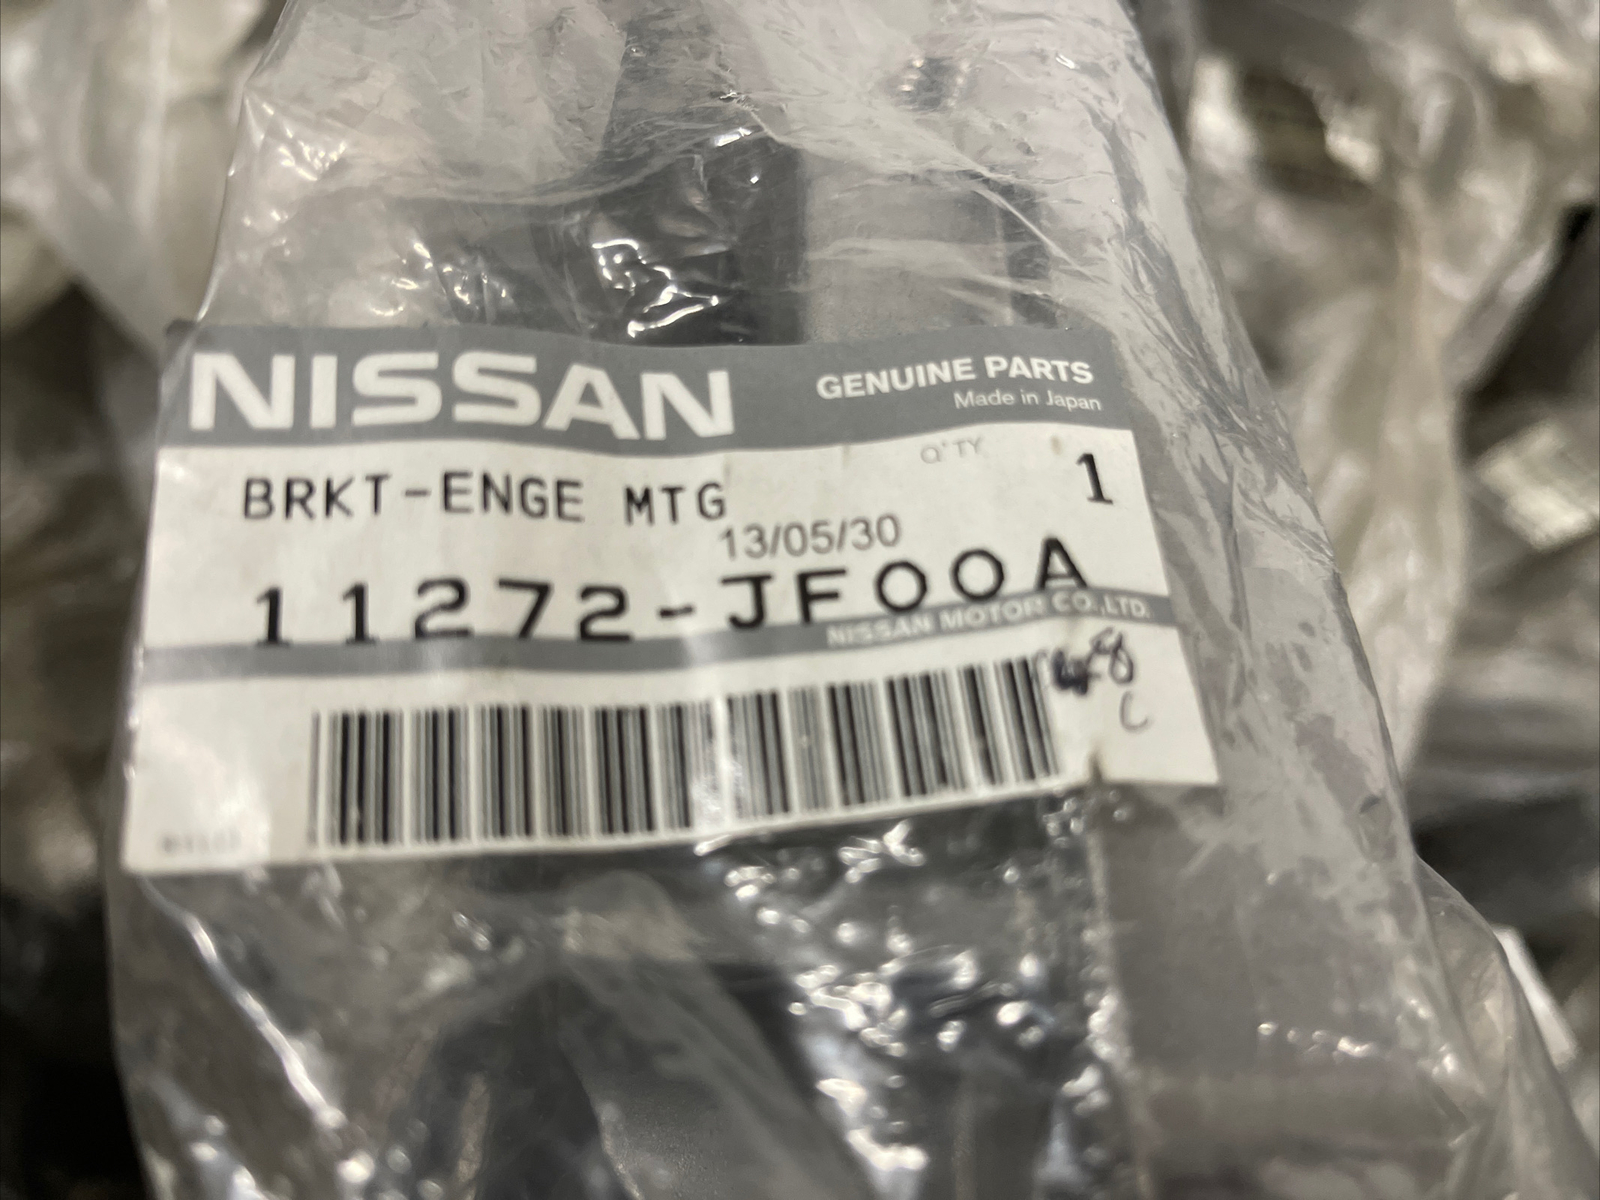 NISSAN
GENUINE PARTS
Made in Japan
Q'TY
BRKT-ENGE MTG
1
13/05/30
11272-JF00A
NISSAN MOTOR CO.,LTD.
C